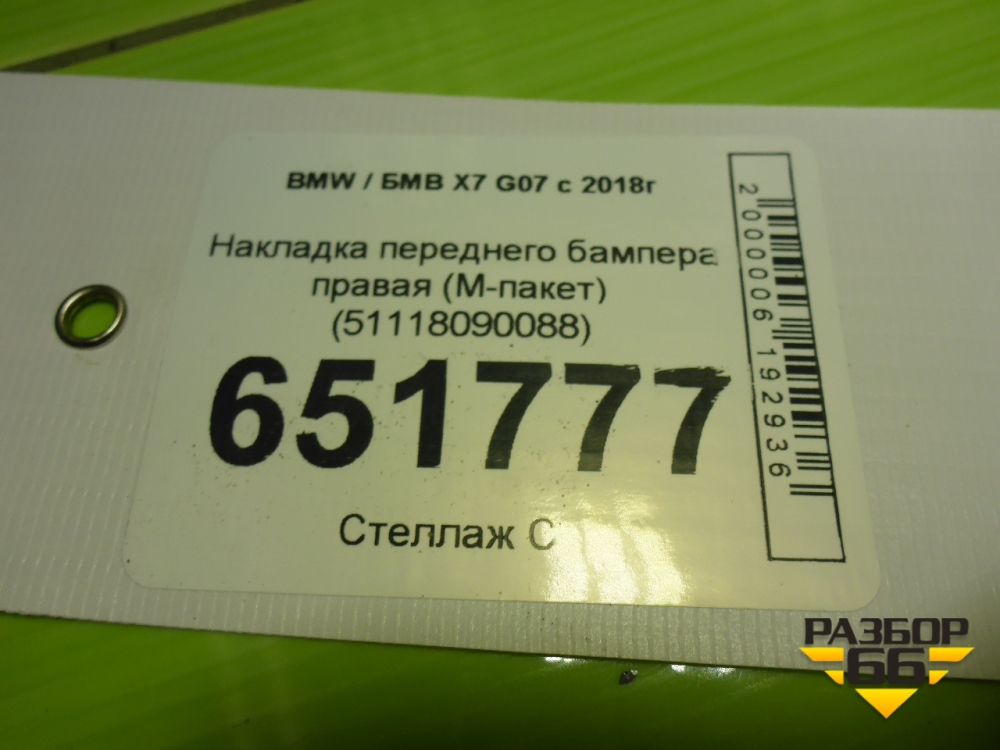 BMW / БМВ X7 G07 с 2018г
Накладка переднего бампера
правая (М-пакет)
(51118090088)
651777
Стеллаж С
2000006192936
РАЗБОР
66